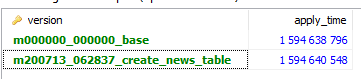 version apply_time
m000000_000000_base 1 594 638 796
m200713_062837_create_news_table 1 594 640 548